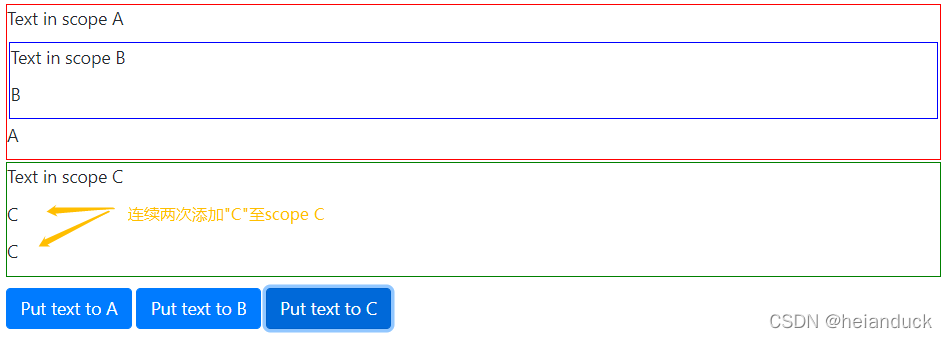 Text in scope A
Text in scope B
B
A
Text in scope C
C
连续两次添加"C"至scope C
C
Put text to A
Put text to B
Put text to C
CSDN @heianduck